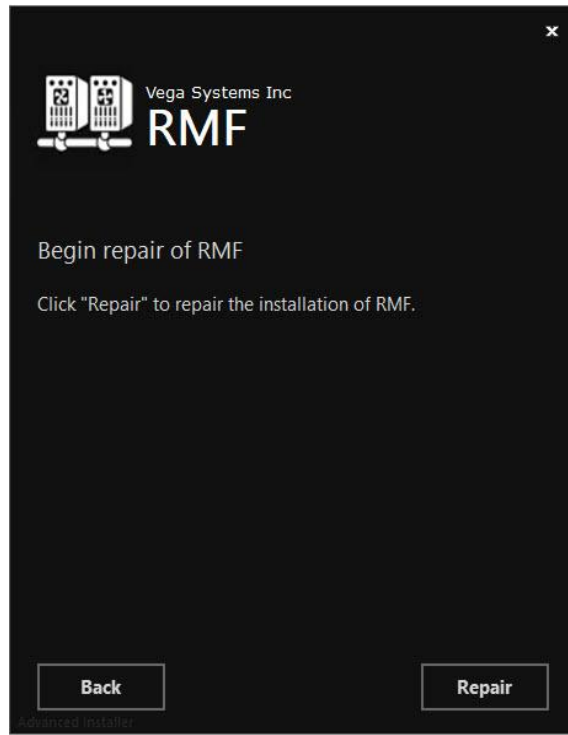 x
Vega Systems Inc
RMF
Begin repair of RMF
Click "Repair" to repair the installation of RMF.
Back
Repair
Advanced Installer